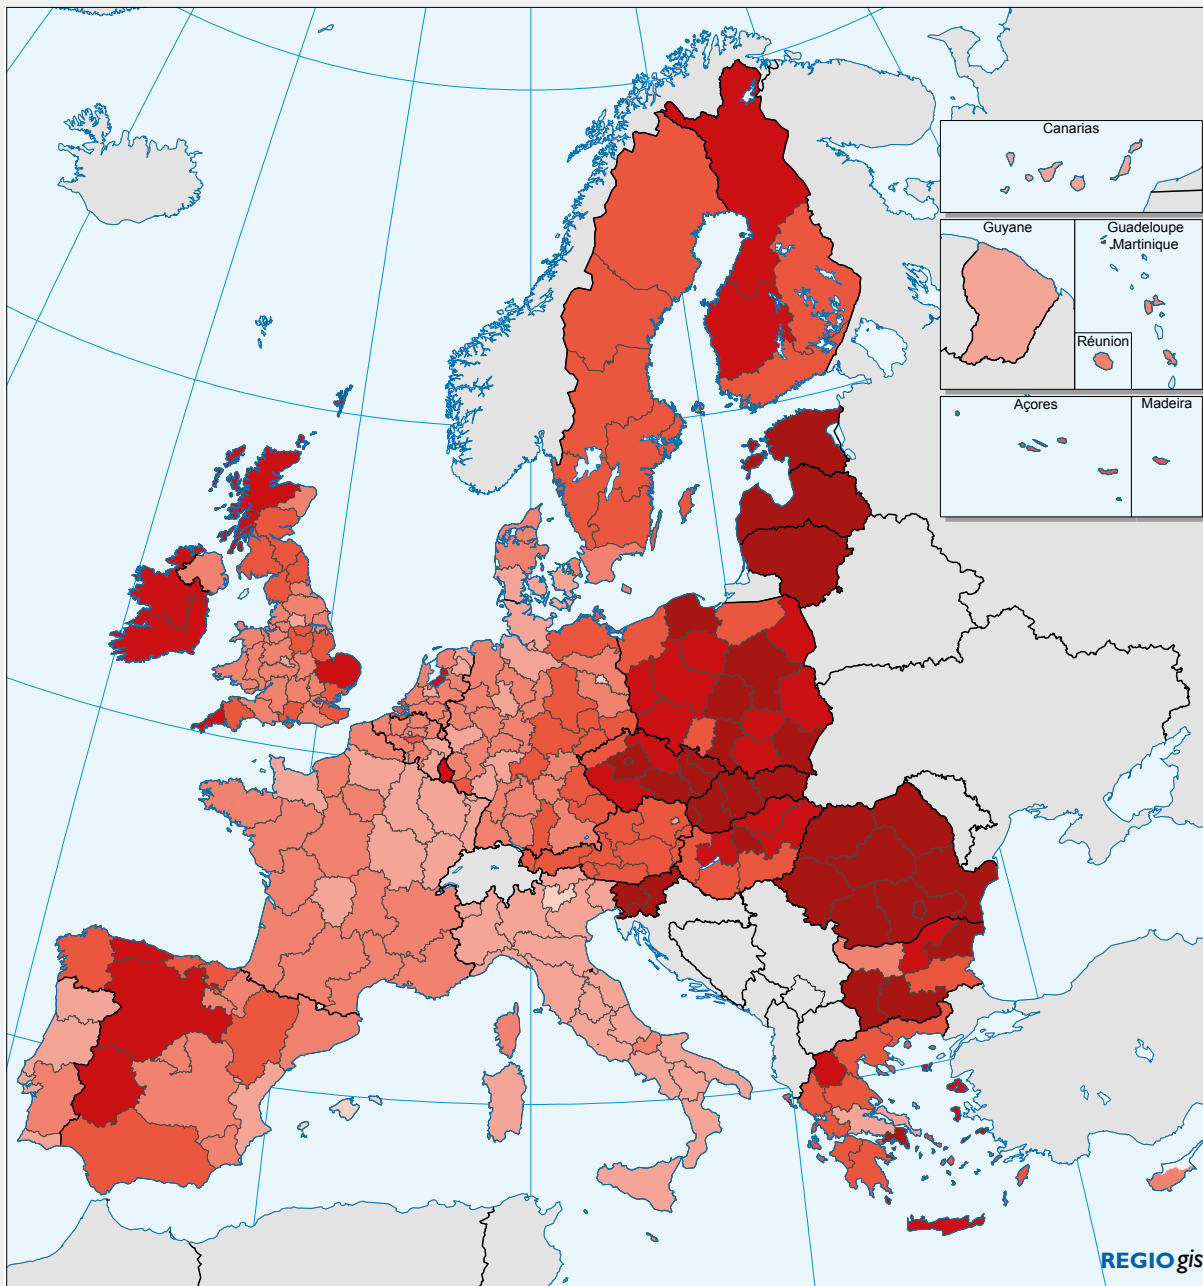 Canarias
Guyane
Guadeloupe
Martinique
Réunion
Açores
Madeira
REGIOgis